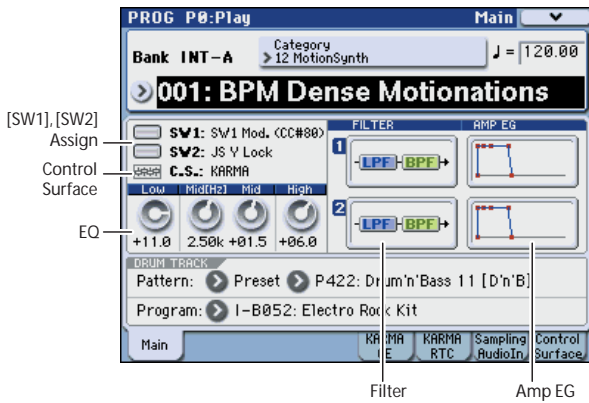 PROG P0:Play Main
Bank INT-A Category
12 MotionSynth
♩= 120.00
001: BPM Dense Motionations
[SW1], [SW2]
Assign
SW1: SW1 Mod. (CC#80)
SW2: JS Y Lock
Control
Surface
C.S.: KARMA
FILTER AMP EG
1 LPF BPF
2 LPF BPF
Low Mid[HZ] Mid High
EQ
+11.0 2.50k +01.5 +06.0
DRUM TRACK
Pattern: Preset P422: Drum'n'Bass 11 [D'n'B]
Program: I-B052: Electro Rock Kit
Main
KARMA
GE
KARMA
RTC
Sampling
AudioIn
Control
Surface
Filter Amp EG